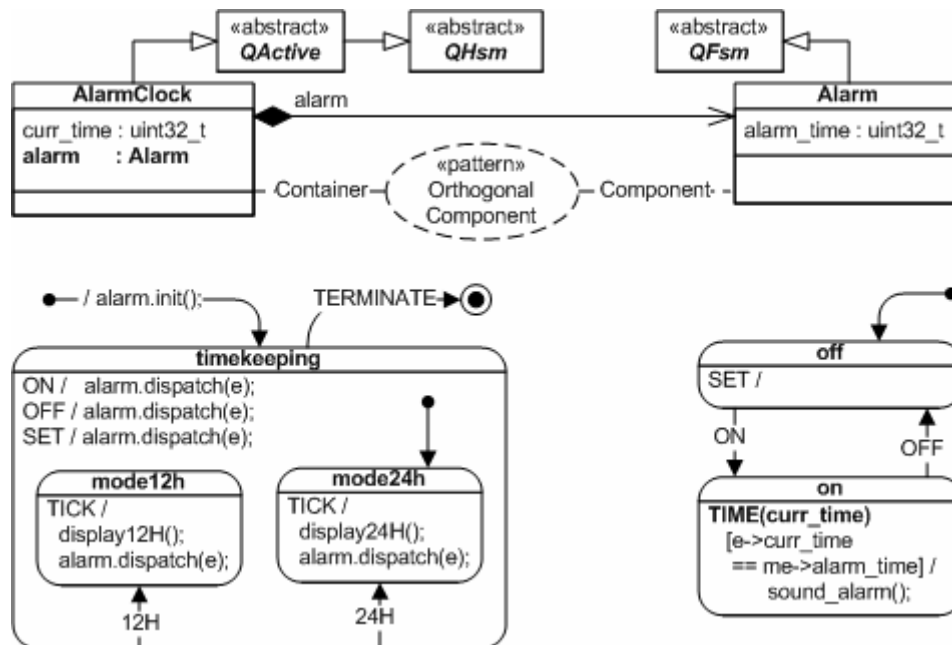 «abstract»
QActive
«abstract»
QHsm
«abstract»
QFsm
AlarmClock
curr_time : uint32_t
alarm : Alarm
alarm
Alarm
alarm_time : uint32_t
Container
«pattern»
Orthogonal
Component
Component
/ alarm.init();
TERMINATE
timekeeping
ON / alarm.dispatch(e);
OFF / alarm.dispatch(e);
SET / alarm.dispatch(e);
mode12h
TICK /
display12H();
alarm.dispatch(e);
12H
mode24h
TICK /
display24H();
alarm.dispatch(e);
24H
off
SET /
ON
OFF
on
TIME(curr_time)
[e->curr_time
== me->alarm_time] /
sound_alarm();